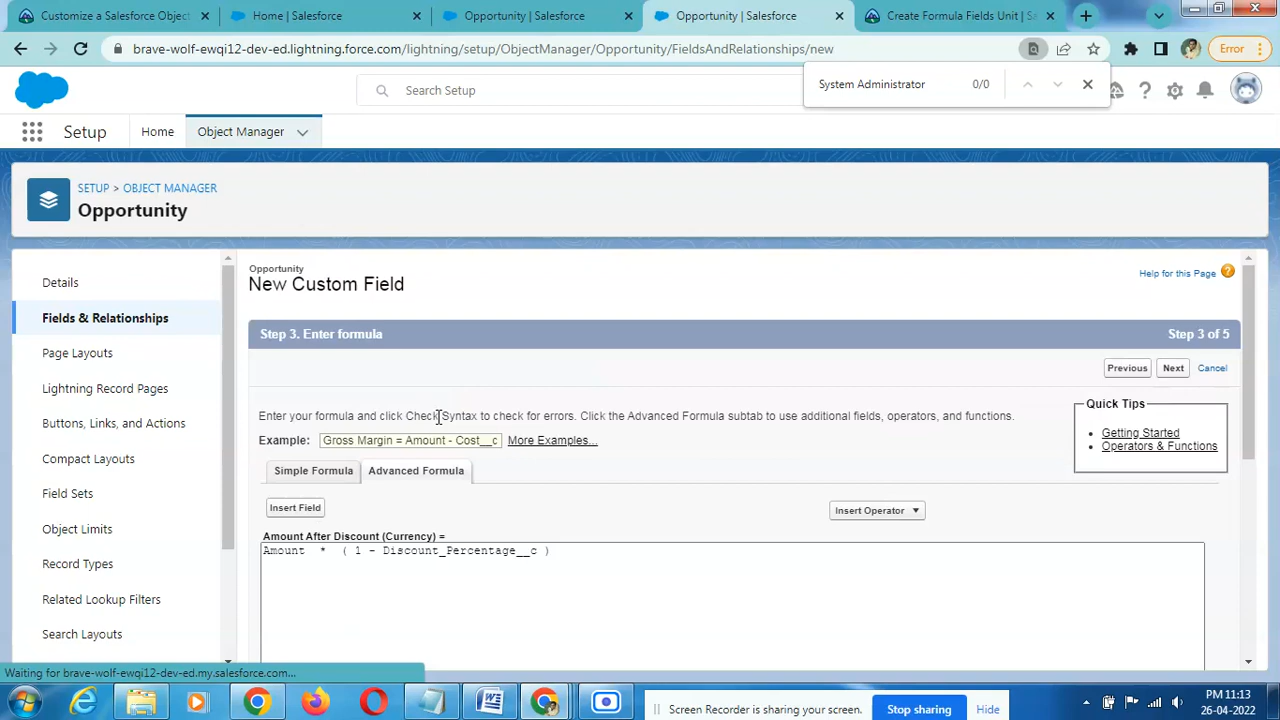 Customize a Salesforce Object
Home | Salesforce
Opportunity | Salesforce
Opportunity | Salesforce
Create Formula Fields Unit | Sa
brave-wolf-ewqi12-dev-ed.lightning.force.com/lightning/setup/ObjectManager/Opportunity/FieldsAndRelationships/new
Error
System Administrator 0/0
Search Setup
Setup Home Object Manager
SETUP > OBJECT MANAGER
Opportunity
Details
Fields & Relationships
Page Layouts
Lightning Record Pages
Buttons, Links, and Actions
Compact Layouts
Field Sets
Object Limits
Record Types
Related Lookup Filters
Search Layouts
Opportunity
New Custom Field
Help for this Page
Step 3. Enter formula Step 3 of 5
Previous Next Cancel
Enter your formula and click Check Syntax to check for errors. Click the Advanced Formula subtab to use additional fields, operators, and functions.
Example: Gross Margin = Amount - Cost__c More Examples...
Quick Tips
Getting Started
Operators & Functions
Simple Formula Advanced Formula
Insert Field Insert Operator
Amount After Discount (Currency) =
Amount * ( 1 - Discount_Percentage__c )
Waiting for brave-wolf-ewqi12-dev-ed.my.salesforce.com...
Screen Recorder is sharing your screen. Stop sharing Hide
PM 11:13
26-04-2022